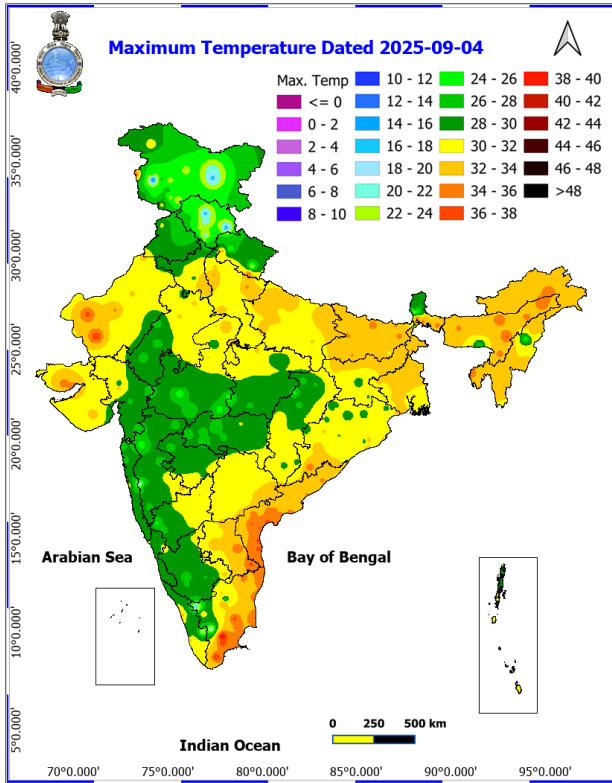 Maximum Temperature Dated 2025-09-04
Max. Temp
<= 0
0 - 2
2 - 4
4 - 6
6 - 8
8 - 10
10 - 12
12 - 14
14 - 16
16 - 18
18 - 20
20 - 22
22 - 24
24 - 26
26 - 28
28 - 30
30 - 32
32 - 34
34 - 36
36 - 38
38 - 40
40 - 42
42 - 44
44 - 46
46 - 48
>48
40°0.000'
35°0.000'
30°0.000'
25°0.000'
20°0.000'
15°0.000'
10°0.000'
5°0.000'
Arabian Sea
Bay of Bengal
Indian Ocean
0 250 500 km
70°0.000' 75°0.000' 80°0.000' 85°0.000' 90°0.000' 95°0.000'